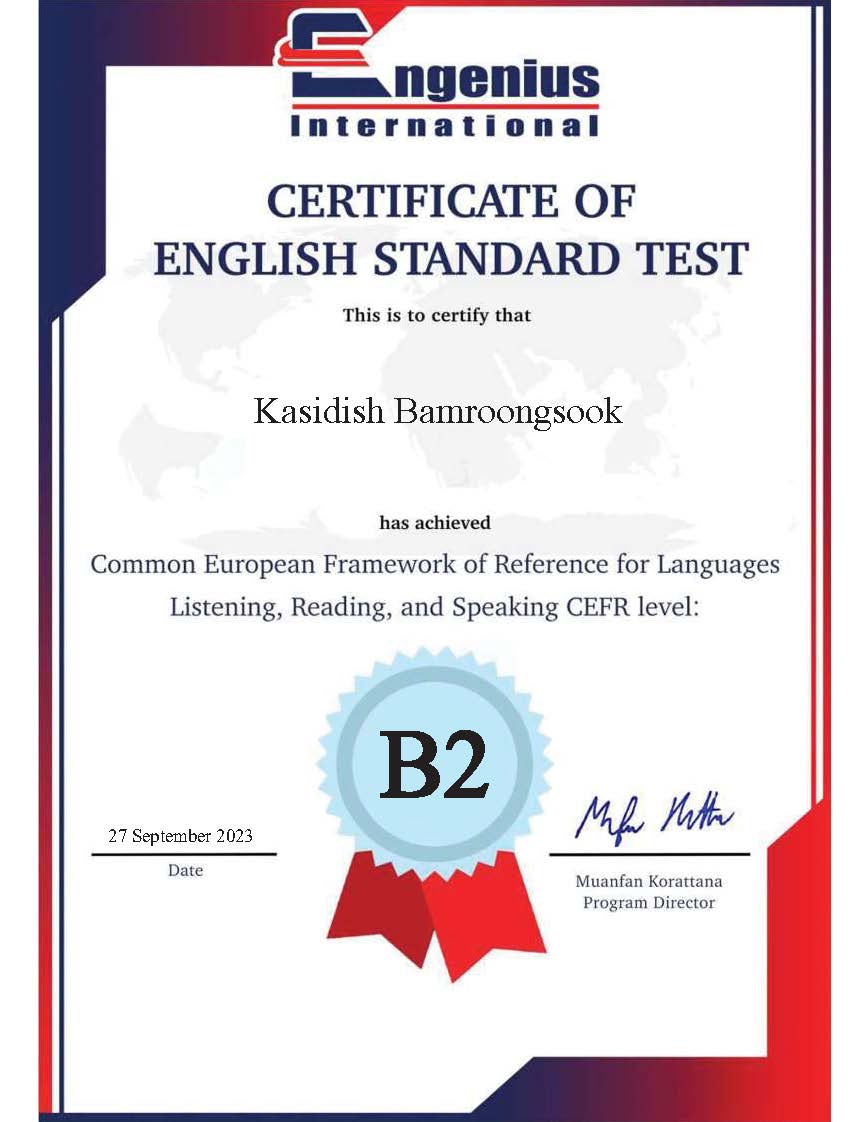 Engenius
International
CERTIFICATE OF
ENGLISH STANDARD TEST
This is to certify that
Kasidish Bamroongsook
has achieved
Common European Framework of Reference for Languages
Listening, Reading, and Speaking CEFR level:
B2
27 September 2023
Date
Muanfan Korattana
Program Director